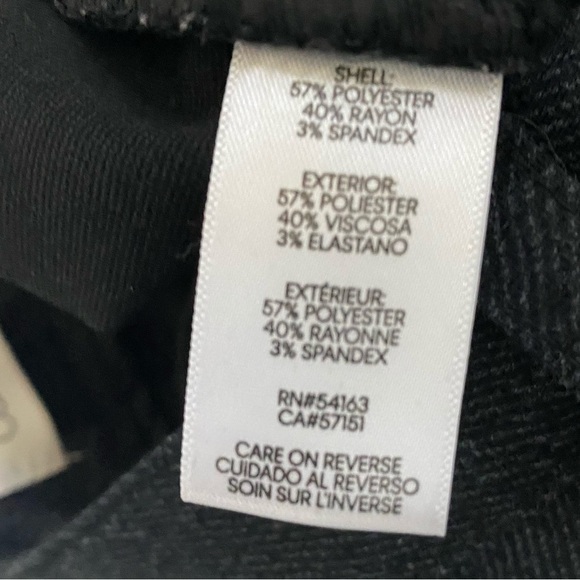 SHELL:
57% POLYESTER
40% RAYON
3% SPANDEX
EXTERIOR:
57% POLIESTER
40% VISCOSA
3% ELASTANO
EXTÉRIEUR:
57% POLYESTER
40% RAYONNE
3% SPANDEX
RN#54163
CA#57151
CARE ON REVERSE
CUIDADO AL REVERSO
SOIN SUR L'INVERSE